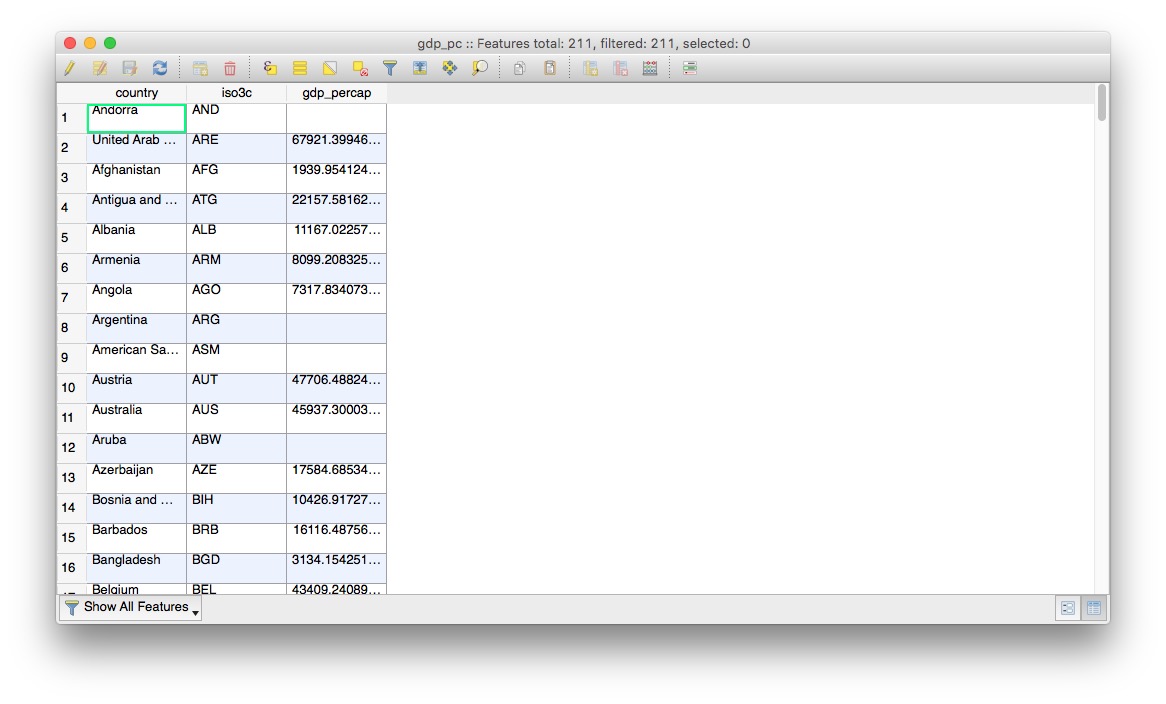 gdp_pc :: Features total: 211, filtered: 211, selected: 0
country iso3c gdp_percap
1 Andorra AND
2 United Arab ... ARE 67921.39946...
3 Afghanistan AFG 1939.954124...
4 Antigua and ... ATG 22157.58162...
5 Albania ALB 11167.02257...
6 Armenia ARM 8099.208325...
7 Angola AGO 7317.834073...
8 Argentina ARG
9 American Sa... ASM
10 Austria AUT 47706.48824...
11 Australia AUS 45937.30003...
12 Aruba ABW
13 Azerbaijan AZE 17584.68534...
14 Bosnia and ... BIH 10426.91727...
15 Barbados BRB 16116.48756...
16 Bangladesh BGD 3134.154251...
Belgium BEL 43409.24089...
Show All Features